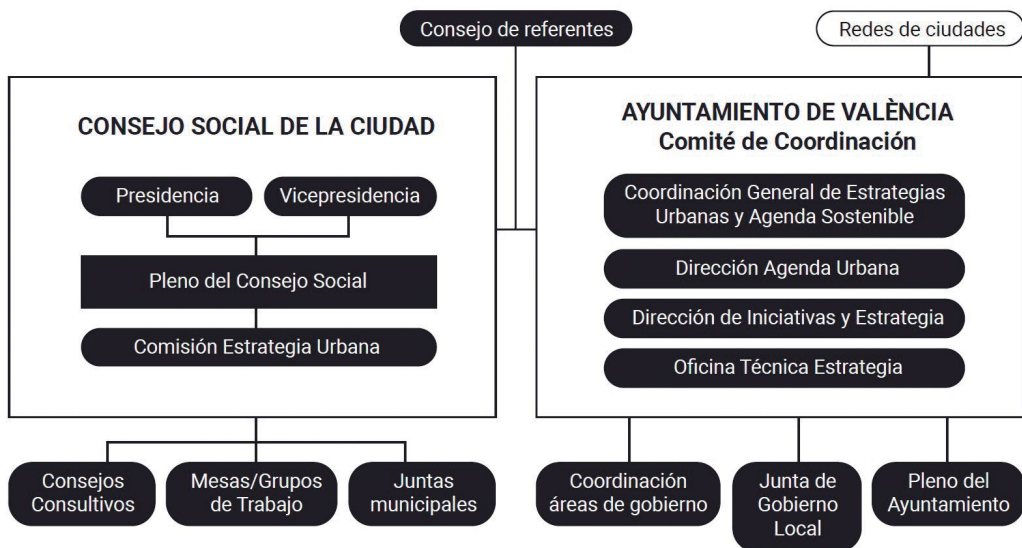 Consejo de referentes
Redes de ciudades
CONSEJO SOCIAL DE LA CIUDAD
Presidencia
Vicepresidencia
Pleno del Consejo Social
Comisión Estrategia Urbana
AYUNTAMIENTO DE VALÈNCIA
Comité de Coordinación
Coordinación General de Estrategias
Urbanas y Agenda Sostenible
Dirección Agenda Urbana
Dirección de Iniciativas y Estrategia
Oficina Técnica Estrategia
Consejos
Consultivos
Mesas/Grupos
de Trabajo
Juntas
municipales
Coordinación
áreas de gobierno
Junta de
Gobierno
Local
Pleno del
Ayuntamiento